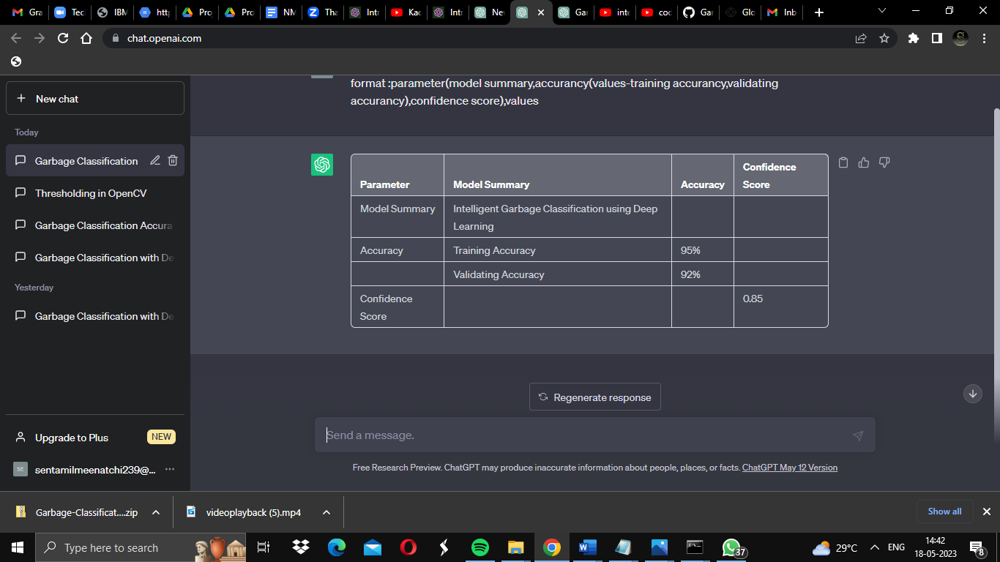 Gra
Tec
IBM
http
Pro
Pro
NM
Tha
Intr
Kac
Intr
Ne
Gar
inte
coc
Gar
Glo
Inb
chat.openai.com
New chat
Today
Garbage Classification
Thresholding in OpenCV
Garbage Classification Accura
Garbage Classification with De
Yesterday
Garbage Classification with De
Upgrade to Plus NEW
SE sentamilmeenatchi239@...
format :parameter(model summary,accurancy(values-training accurancy,validating
accurancy),confidence score),values
Parameter Model Summary Accuracy Confidence
Score
Model Summary Intelligent Garbage Classification using Deep
Learning
Accuracy Training Accuracy 95%
Validating Accuracy 92%
Confidence 0.85
Score
Regenerate response
Send a message.
Free Research Preview. ChatGPT may produce inaccurate information about people, places, or facts. ChatGPT May 12 Version
Garbage-Classificat....zip
videoplayback (5).mp4
Show all
Type here to search
37
29°C
ENG
14:42
18-05-2023
8